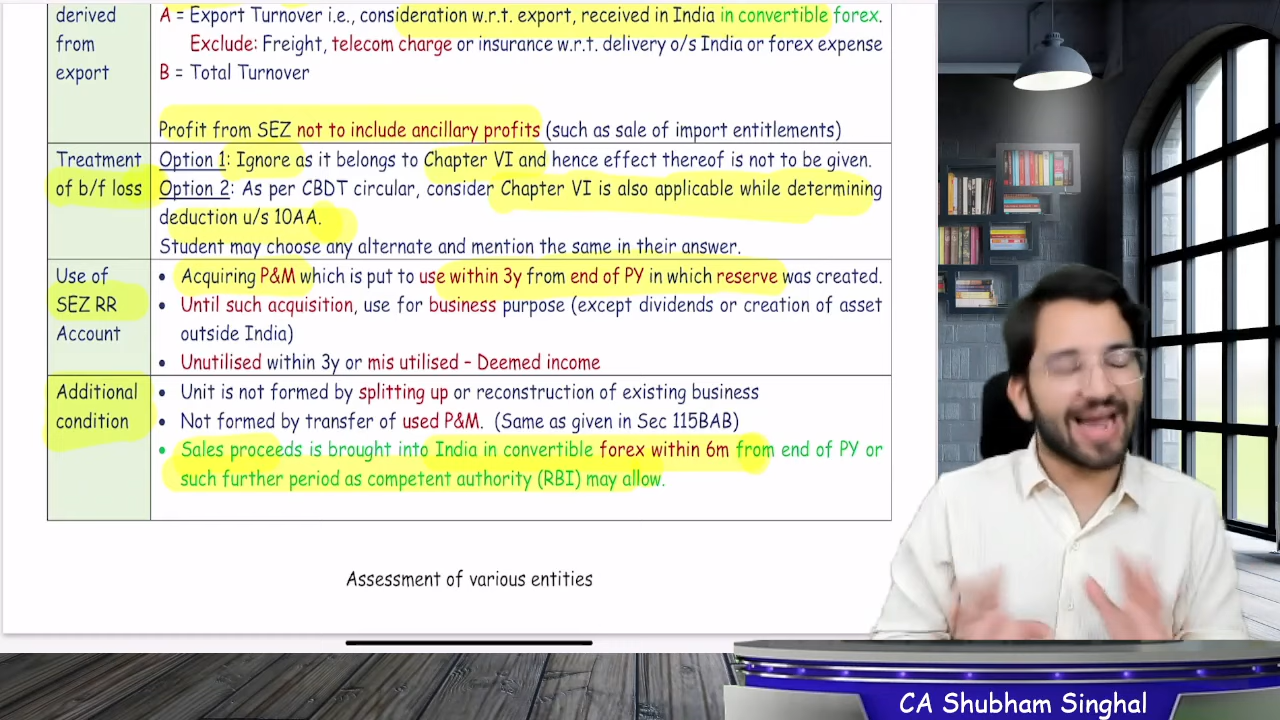 derived
from
export
A = Export Turnover i.e., consideration w.r.t. export, received in India in convertible forex.
Exclude: Freight, telecom charge or insurance w.r.t. delivery o/s India or forex expense
B = Total Turnover
Profit from SEZ not to include ancillary profits (such as sale of import entitlements)
Treatment
of b/f loss
Option 1: Ignore as it belongs to Chapter VI and hence effect thereof is not to be given.
Option 2: As per CBDT circular, consider Chapter VI is also applicable while determining
deduction u/s 10AA.
Student may choose any alternate and mention the same in their answer.
Use of
SEZ RR
Account
• Acquiring P&M which is put to use within 3y from end of PY in which reserve was created.
• Until such acquisition, use for business purpose (except dividends or creation of asset
outside India)
• Unutilised within 3y or mis utilised – Deemed income
Additional
condition
• Unit is not formed by splitting up or reconstruction of existing business
• Not formed by transfer of used P&M. (Same as given in Sec 115BAB)
• Sales proceeds is brought into India in convertible forex within 6m from end of PY or
such further period as competent authority (RBI) may allow.
Assessment of various entities
CA Shubham Singhal